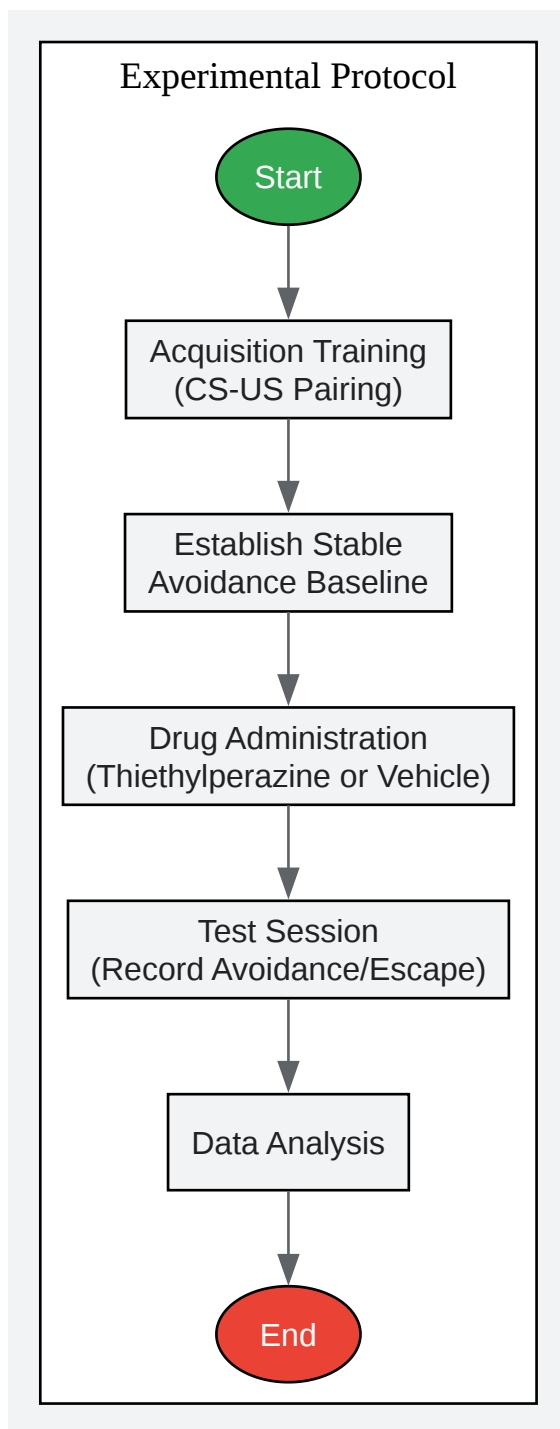 Experimental Protocol
Start
Acquisition Training
(CS-US Pairing)
Establish Stable
Avoidance Baseline
Drug Administration
(Thiethylperazine or Vehicle)
Test Session
(Record Avoidance/Escape)
Data Analysis
End